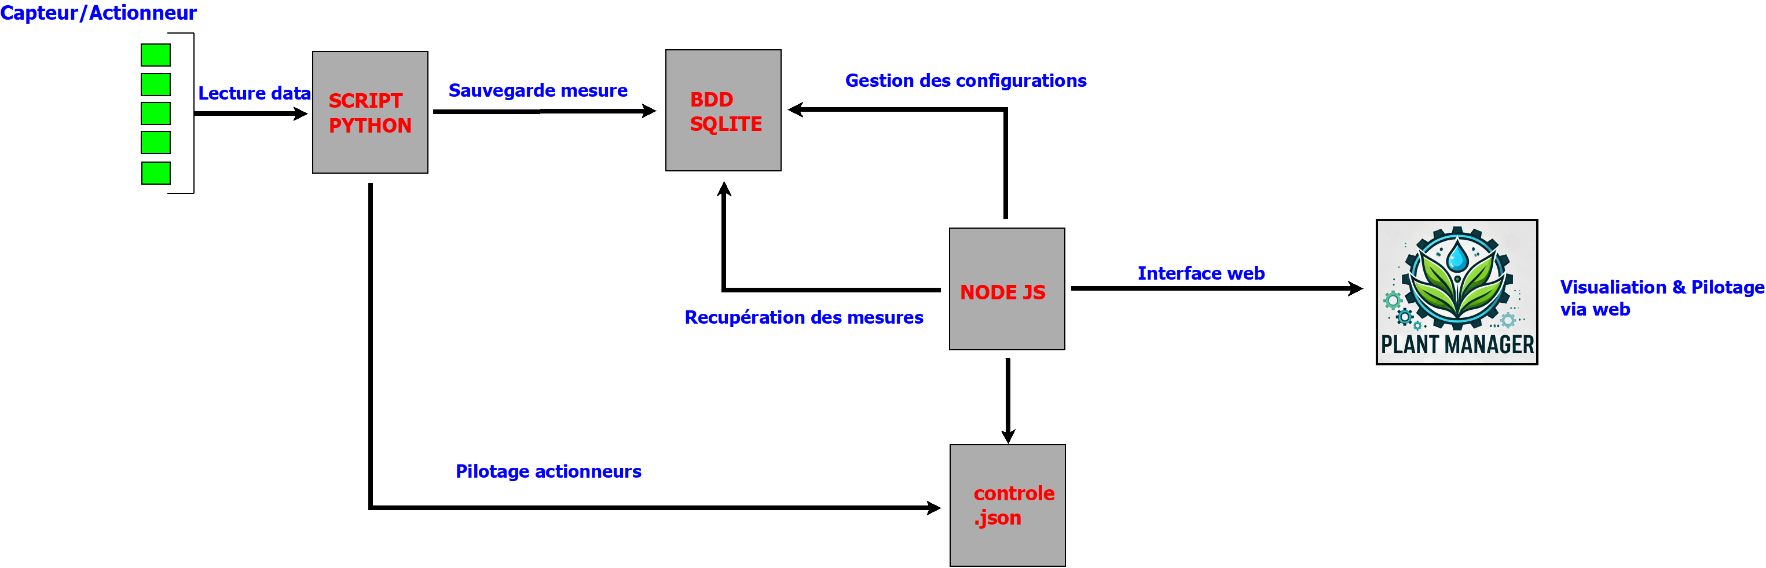 Capteur/Actionneur
Lecture data
SCRIPT
PYTHON
Sauvegarde mesure
BDD
SQLITE
Gestion des configurations
Recupération des mesures
NODE JS
Interface web
PLANT MANAGER
Visualiation & Pilotage
via web
Pilotage actionneurs
controle
.json